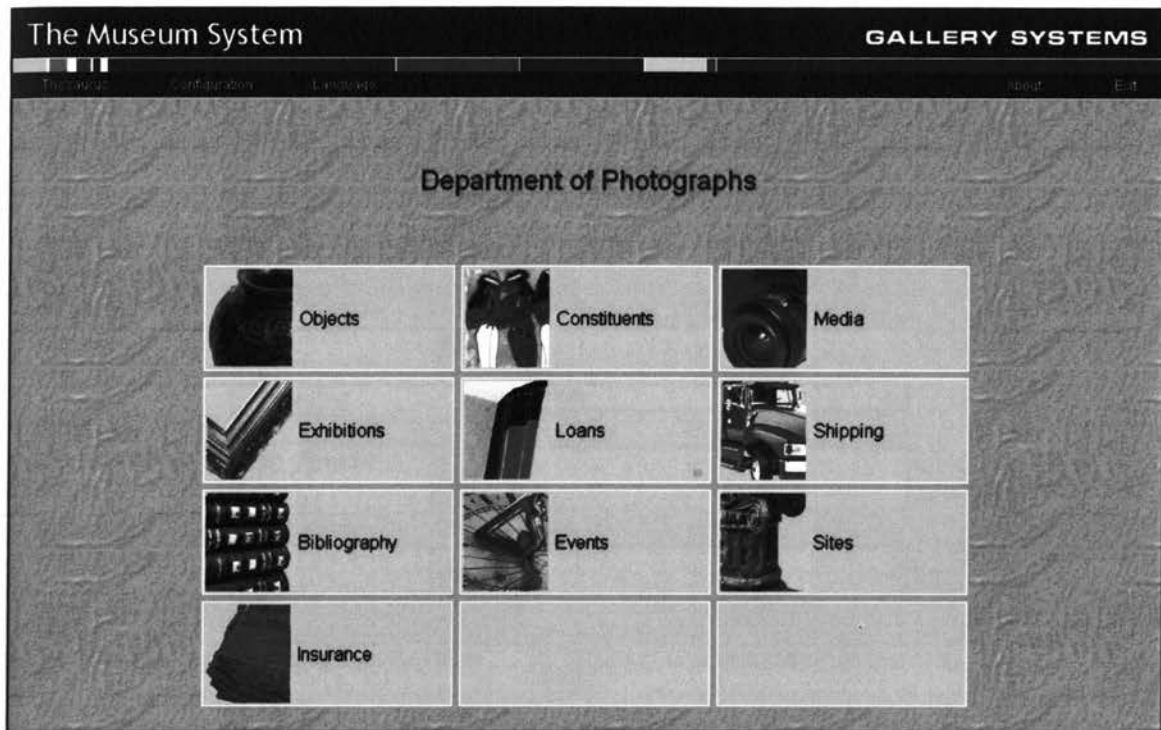 The Museum System GALLERY SYSTEMS
Thesaurus Configuration Language About Exit
Department of Photographs
Objects Constituents Media
Exhibitions Loans Shipping
Bibliography Events Sites
Insurance